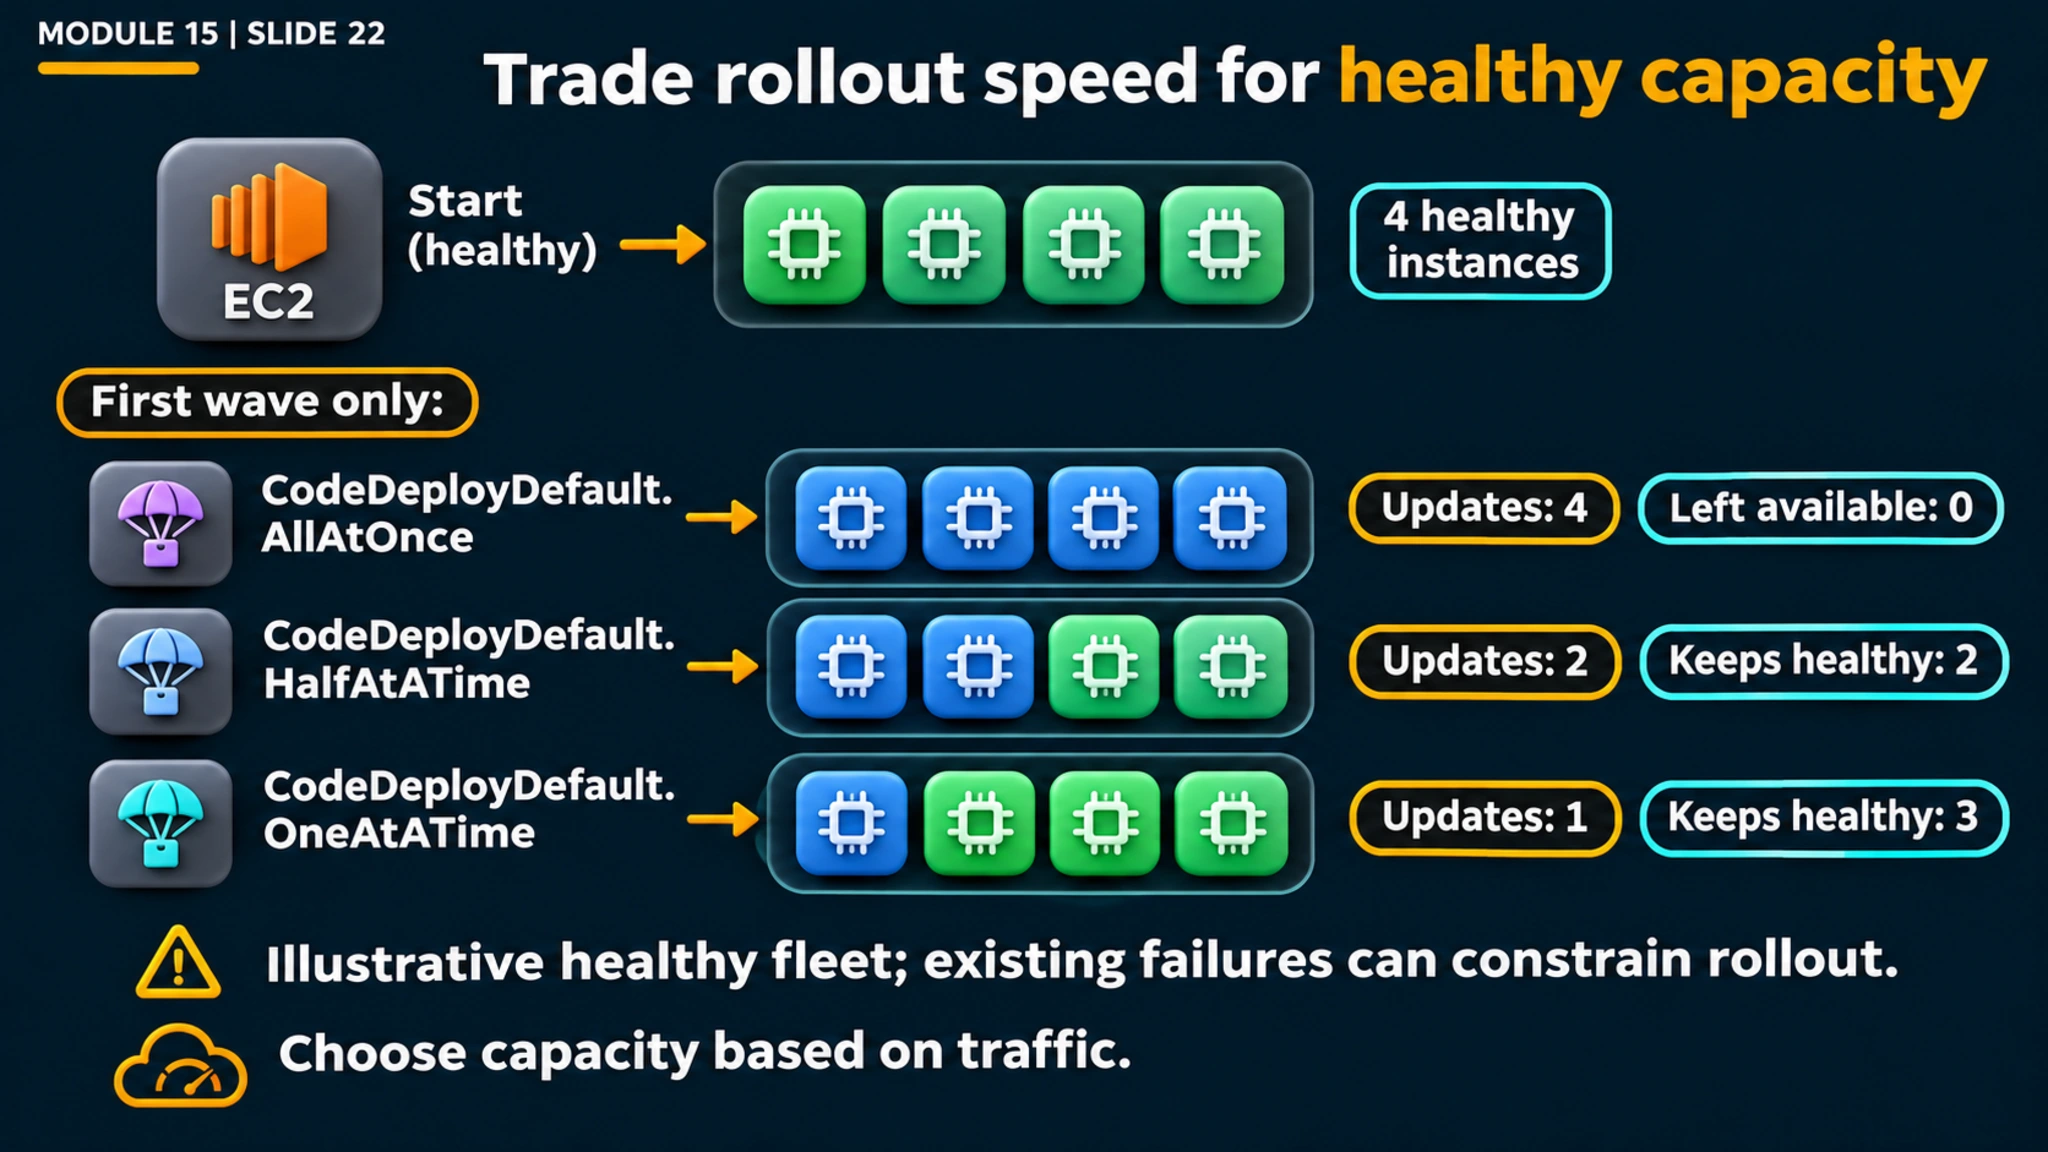 MODULE 15 | SLIDE 22
Trade rollout speed for healthy capacity
EC2
Start
(healthy)
4 healthy
instances
First wave only:
CodeDeployDefault.
AllAtOnce
Updates: 4
Left available: 0
CodeDeployDefault.
HalfAtATime
Updates: 2
Keeps healthy: 2
CodeDeployDefault.
OneAtATime
Updates: 1
Keeps healthy: 3
Illustrative healthy fleet; existing failures can constrain rollout.
Choose capacity based on traffic.